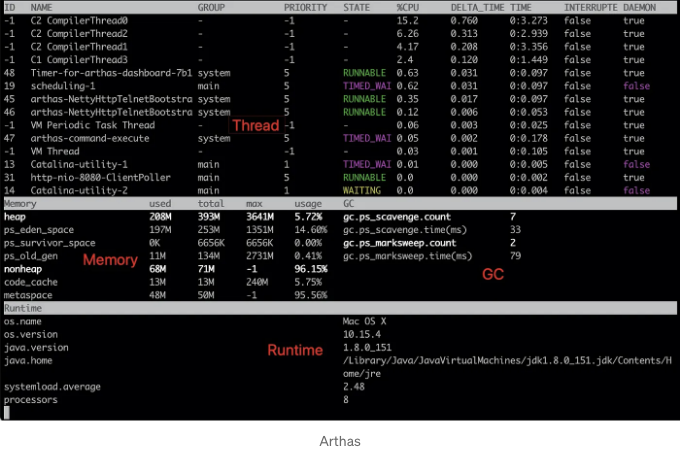 ID NAME GROUP PRIORITY STATE %CPU DELTA_TIME TIME INTERRUPTE DAEMON
-1 C2 CompilerThread0 - -1 - 15.2 0.760 0:3.273 false true
-1 C2 CompilerThread2 - -1 - 6.26 0.313 0:2.939 false true
-1 C2 CompilerThread1 - -1 - 4.17 0.208 0:3.356 false true
-1 C1 CompilerThread3 - -1 - 2.4 0.120 0:1.449 false true
48 Timer-for-arthas-dashboard-7b1 system 5 RUNNABLE 0.63 0.031 0:0.097 false true
19 scheduling-1 main 5 TIMED_WAI 0.62 0.031 0:0.097 false false
45 arthas-NettyHttpTelnetBootstra system 5 RUNNABLE 0.35 0.017 0:0.097 false true
46 arthas-NettyHttpTelnetBootstra system 5 RUNNABLE 0.12 0.006 0:0.053 false true
-1 VM Periodic Task Thread - Thread -1 - 0.06 0.003 0:0.025 false true
47 arthas-command-execute system 5 TIMED_WAI 0.05 0.002 0:0.178 false true
-1 VM Thread - -1 - 0.03 0.001 0:0.105 false true
13 Catalina-utility-1 main 1 TIMED_WAI 0.01 0.000 0:0.005 false false
31 http-nio-8080-ClientPoller main 5 RUNNABLE 0.0 0.000 0:0.022 false true
14 Catalina-utility-2 main 1 WAITING 0.0 0.000 0:0.004 false false
Memory used total max usage GC
heap 208M 393M 3641M 5.72% gc.ps_scavenge.count 7
ps_eden_space 197M 253M 1351M 14.60% gc.ps_scavenge.time(ms) 33
ps_survivor_space 0K 6656K 6656K 0.00% gc.ps_marksweep.count 2
ps_old_gen 11M 134M 2731M 0.41% gc.ps_marksweep.time(ms) 79
Memory
nonheap 68M 71M -1 96.15%
GC
code_cache 13M 13M 240M 5.75%
metaspace 48M 50M -1 95.56%
Runtime
os.name Mac OS X
os.version 10.15.4
java.version 1.8.0_151
Runtime
java.home /Library/Java/JavaVirtualMachines/jdk1.8.0_151.jdk/Contents/H
ome/jre
systemload.average 2.48
processors 8
Arthas